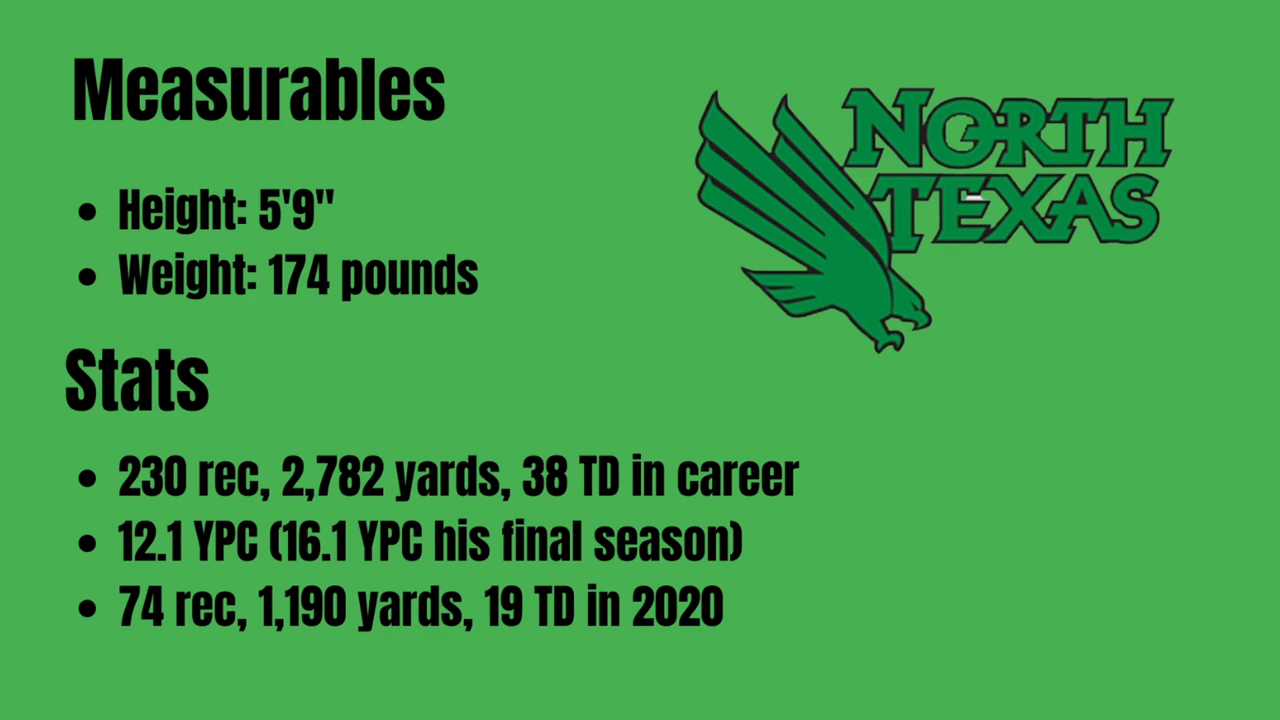 Measurables
NORTH
TEXAS
• Height: 5'9"
• Weight: 174 pounds
Stats
• 230 rec, 2,782 yards, 38 TD in career
• 12.1 YPC (16.1 YPC his final season)
• 74 rec, 1,190 yards, 19 TD in 2020